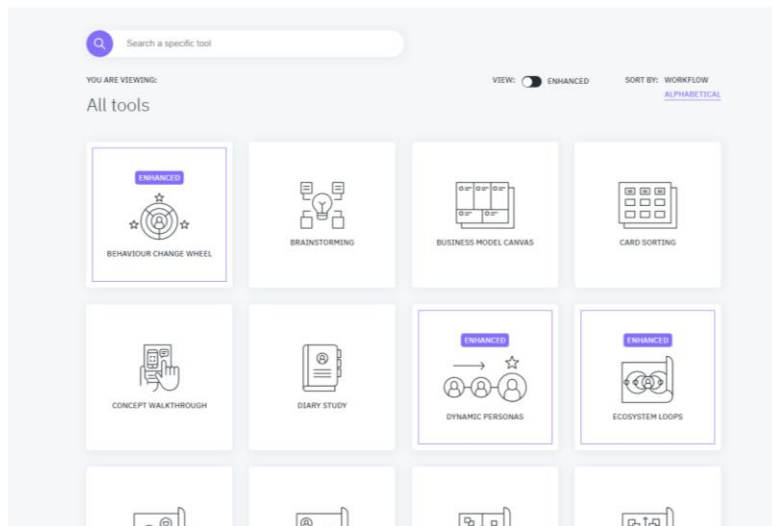 Search a specific tool
YOU ARE VIEWING:
VIEW: ENHANCED
SORT BY: WORKFLOW
ALPHABETICAL
All tools
ENHANCED
BEHAVIOUR CHANGE WHEEL
BRAINSTORMING
BUSINESS MODEL CANVAS
CARD SORTING
CONCEPT WALKTHROUGH
DIARY STUDY
ENHANCED
DYNAMIC PERSONAS
ENHANCED
ECOSYSTEM LOOPS